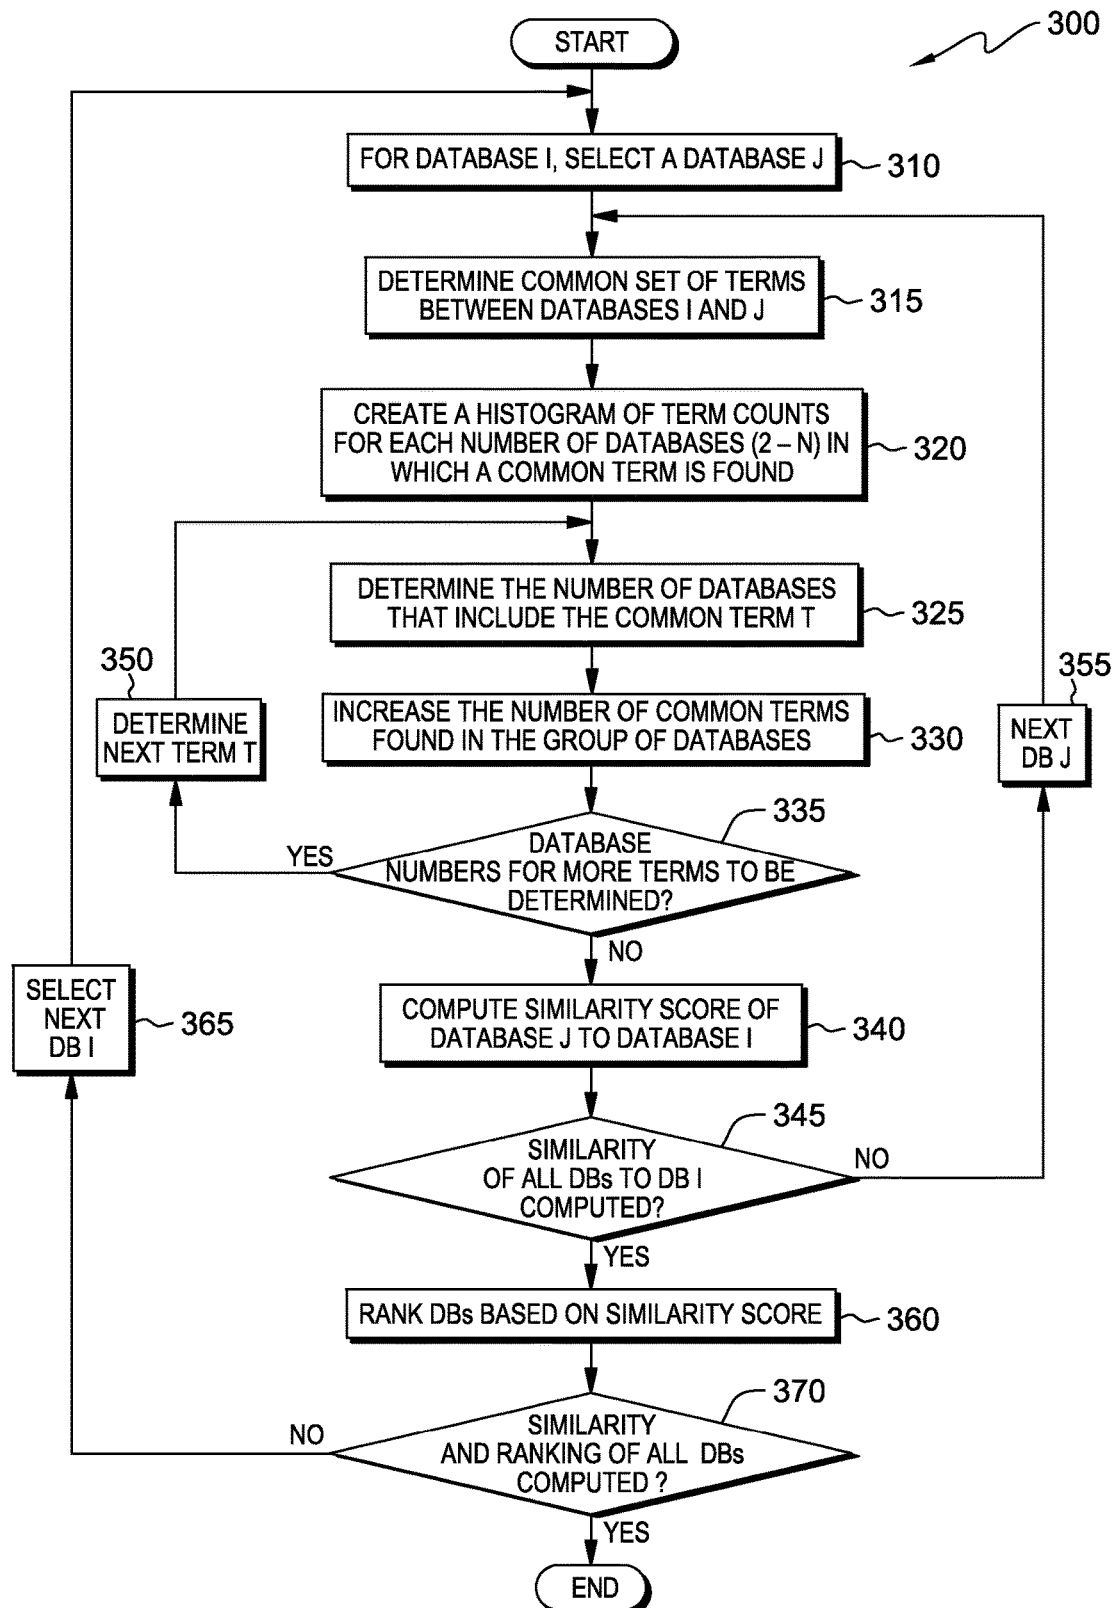 300
START
FOR DATABASE I, SELECT A DATABASE J
310
DETERMINE COMMON SET OF TERMS
BETWEEN DATABASES I AND J
315
CREATE A HISTOGRAM OF TERM COUNTS
FOR EACH NUMBER OF DATABASES (2 – N) IN
WHICH A COMMON TERM IS FOUND
320
DETERMINE THE NUMBER OF DATABASES
THAT INCLUDE THE COMMON TERM T
325
350
DETERMINE
NEXT TERM T
INCREASE THE NUMBER OF COMMON TERMS
FOUND IN THE GROUP OF DATABASES
330
355
NEXT
DB J
335
DATABASE
NUMBERS FOR MORE TERMS TO BE
DETERMINED?
YES
NO
SELECT
NEXT
DB I
365
COMPUTE SIMILARITY SCORE OF
DATABASE J TO DATABASE I
340
345
SIMILARITY
OF ALL DBs TO DB I
COMPUTED?
NO
YES
RANK DBs BASED ON SIMILARITY SCORE
360
370
SIMILARITY
AND RANKING OF ALL DBs
COMPUTED ?
NO
YES
END